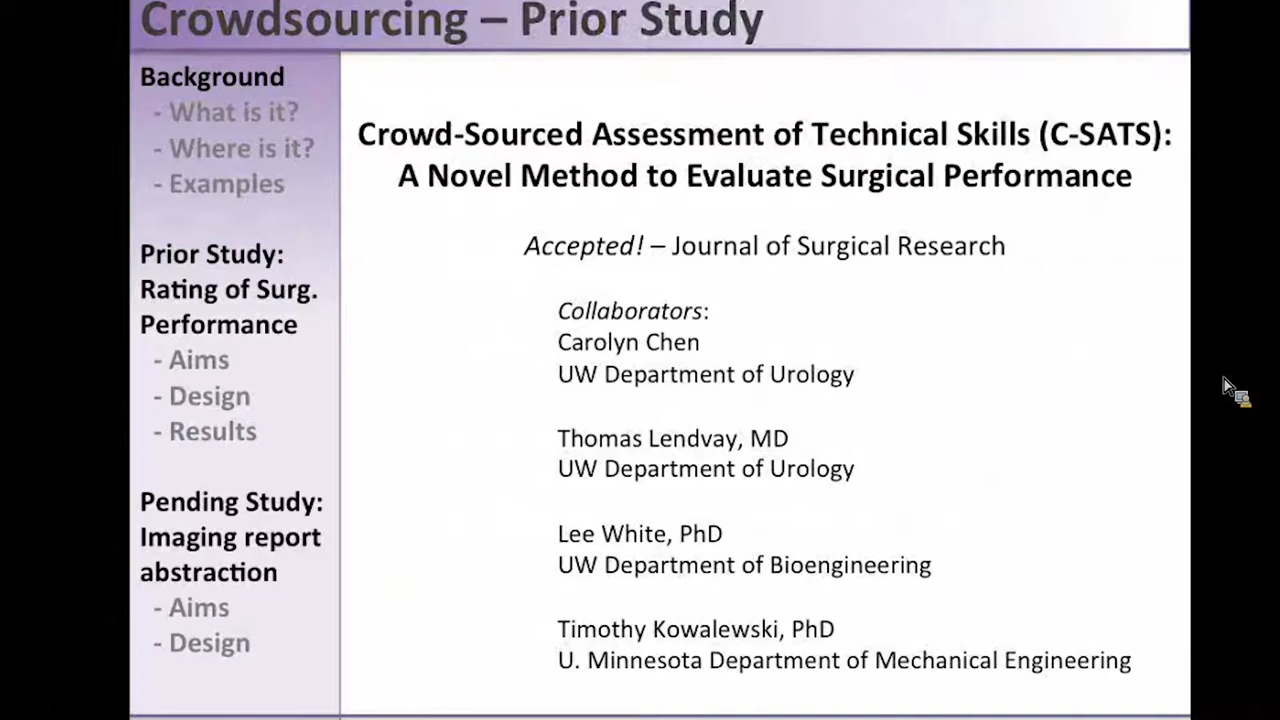 Crowdsourcing – Prior Study
Background
- What is it?
- Where is it?
- Examples
Prior Study:
Rating of Surg.
Performance
- Aims
- Design
- Results
Pending Study:
Imaging report
abstraction
- Aims
- Design
Crowd-Sourced Assessment of Technical Skills (C-SATS):
A Novel Method to Evaluate Surgical Performance
Accepted! – Journal of Surgical Research
Collaborators:
Carolyn Chen
UW Department of Urology
Thomas Lendvay, MD
UW Department of Urology
Lee White, PhD
UW Department of Bioengineering
Timothy Kowalewski, PhD
U. Minnesota Department of Mechanical Engineering